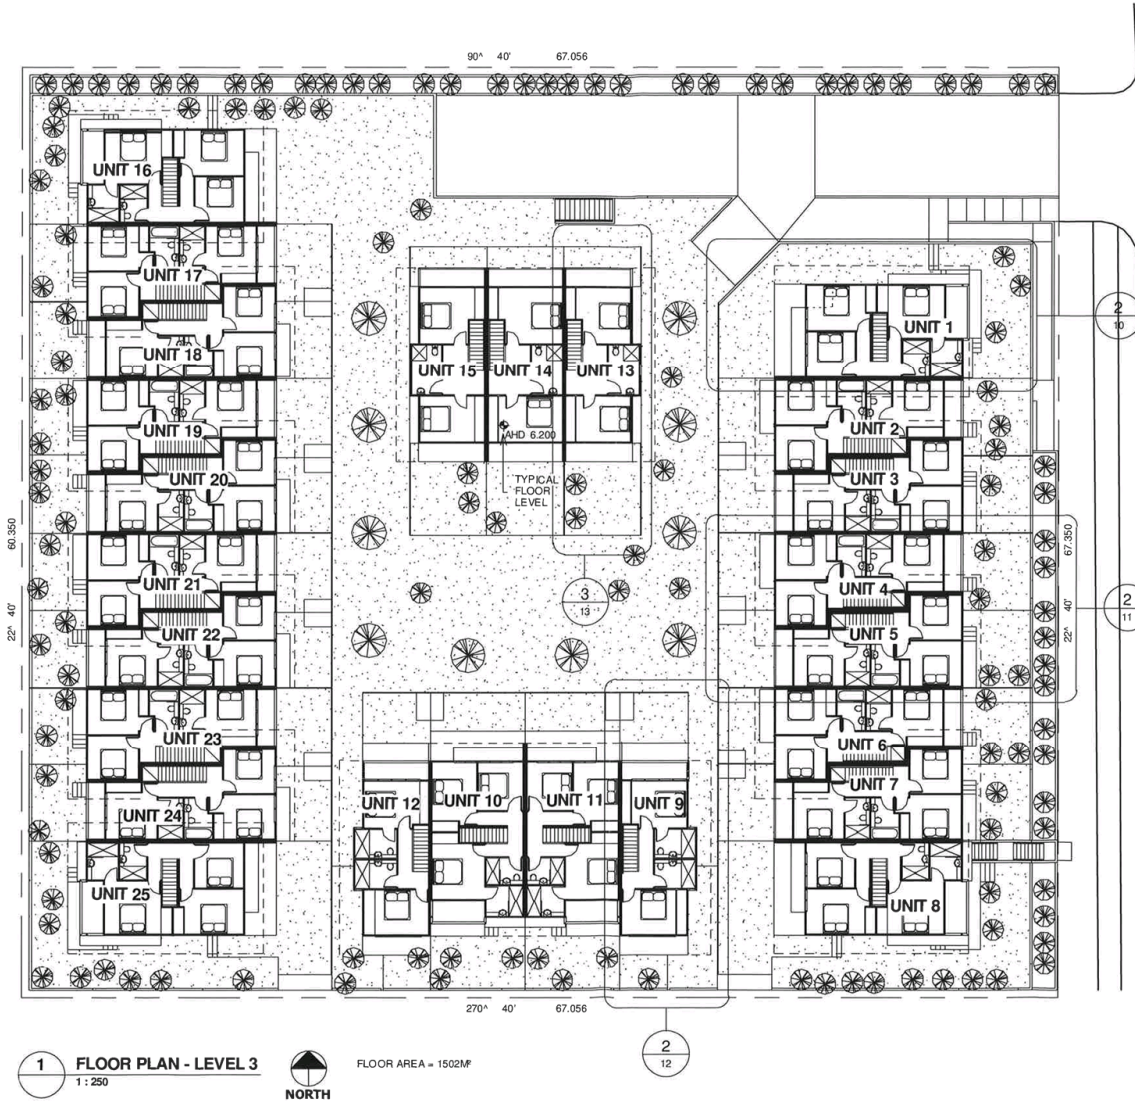 90^ 40' 67.056
UNIT 16
UNIT 17
UNIT 18
UNIT 19
UNIT 20
UNIT 21
UNIT 22
UNIT 23
UNIT 24
UNIT 25
UNIT 15
UNIT 14
UNIT 13
AHD 6.200
TYPICAL
FLOOR
LEVEL
3
13
UNIT 1
UNIT 2
UNIT 3
UNIT 4
UNIT 5
UNIT 6
UNIT 7
UNIT 8
2
10
2
11
UNIT 12
UNIT 10
UNIT 11
UNIT 9
22^ 40' 60.350
22^ 40' 67.350
270^ 40' 67.056
2
12
1
FLOOR PLAN - LEVEL 3
1 : 250
NORTH
FLOOR AREA = 1502M²